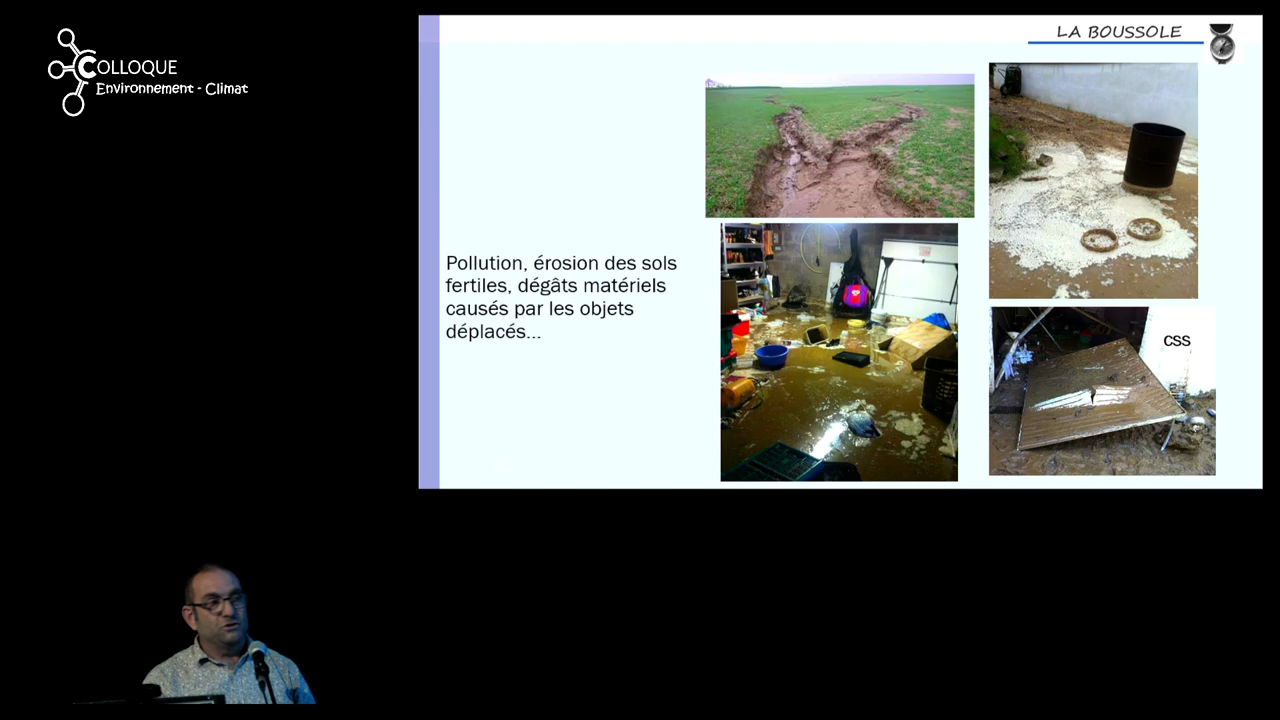 COLLOQUE
Environnement - Climat
LA BOUSSOLE
Pollution, érosion des sols
fertiles, dégâts matériels
causés par les objets
déplacés...
CSS